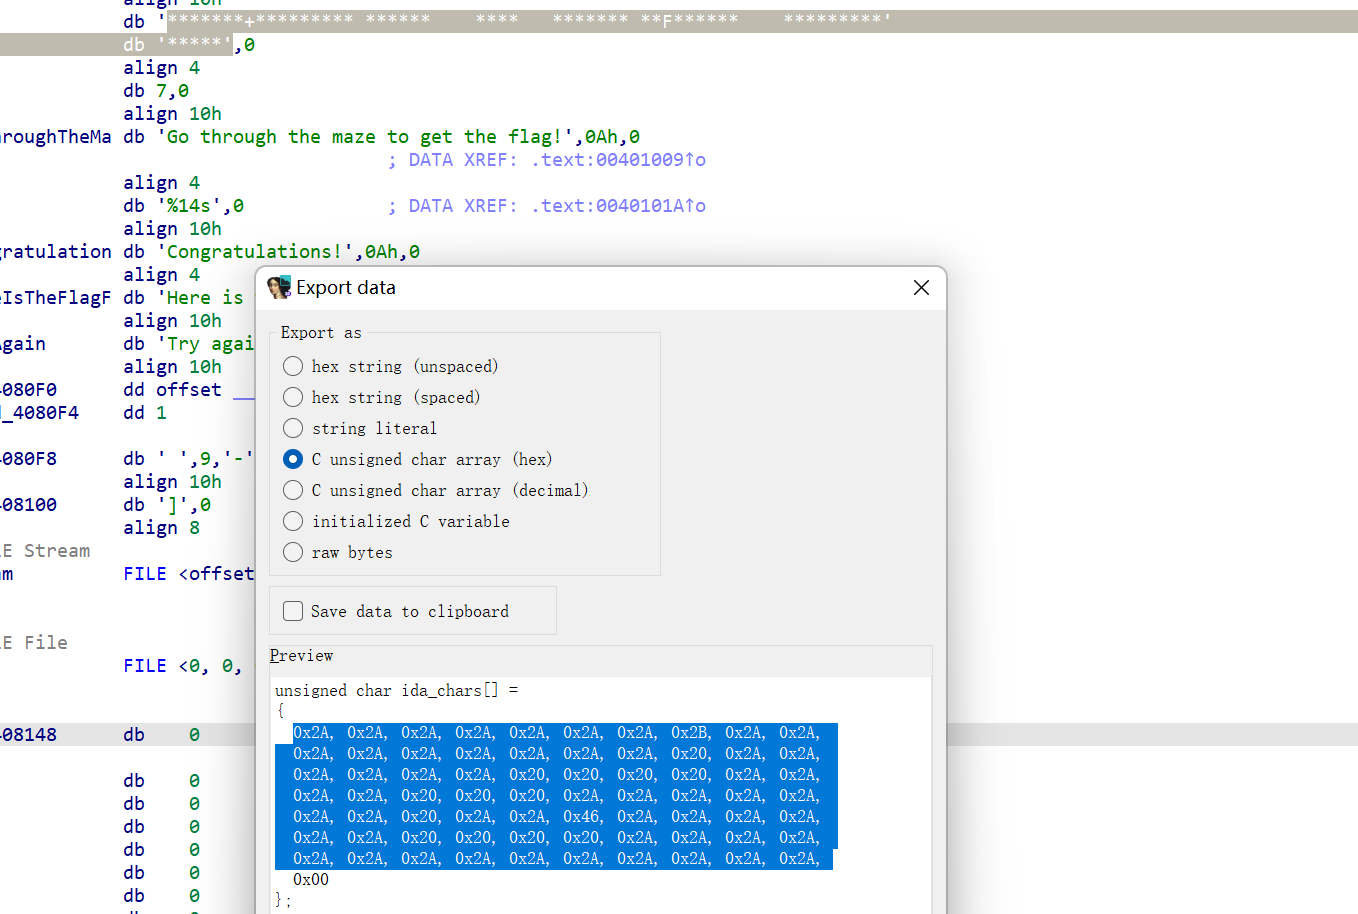 align 10h
db '*******+********* ******    ****   ******* **F******    *********'
db '*****',0
align 4
db 7,0
align 10h
roughTheMa db 'Go through the maze to get the flag!',0Ah,0
; DATA XREF: .text:00401009↑o
align 4
db '%14s',0 ; DATA XREF: .text:0040101A↑o
align 10h
gratulation db 'Congratulations!',0Ah,0
align 4
eIsTheFlagF db 'Here is
align 10h
Again db 'Try agai
align 10h
4080F0 dd offset __
d_4080F4 dd 1
4080F8 db ' ',9,'-'
align 10h
408100 db ']',0
align 8
LE Stream
am FILE <offset
LE File
FILE <0, 0,
408148 db 0
db 0
db 0
db 0
db 0
db 0
db 0
Export data
Export as
hex string (unspaced)
hex string (spaced)
string literal
C unsigned char array (hex)
C unsigned char array (decimal)
initialized C variable
raw bytes
Save data to clipboard
Preview
unsigned char ida_chars[] =
{
0x2A, 0x2A, 0x2A, 0x2A, 0x2A, 0x2A, 0x2A, 0x2B, 0x2A, 0x2A,
0x2A, 0x2A, 0x2A, 0x2A, 0x2A, 0x2A, 0x2A, 0x20, 0x2A, 0x2A,
0x2A, 0x2A, 0x2A, 0x2A, 0x20, 0x20, 0x20, 0x20, 0x2A, 0x2A,
0x2A, 0x2A, 0x20, 0x20, 0x20, 0x2A, 0x2A, 0x2A, 0x2A, 0x2A,
0x2A, 0x2A, 0x20, 0x2A, 0x2A, 0x46, 0x2A, 0x2A, 0x2A, 0x2A,
0x2A, 0x2A, 0x20, 0x20, 0x20, 0x20, 0x2A, 0x2A, 0x2A, 0x2A,
0x2A, 0x2A, 0x2A, 0x2A, 0x2A, 0x2A, 0x2A, 0x2A, 0x2A, 0x2A,
0x00
};